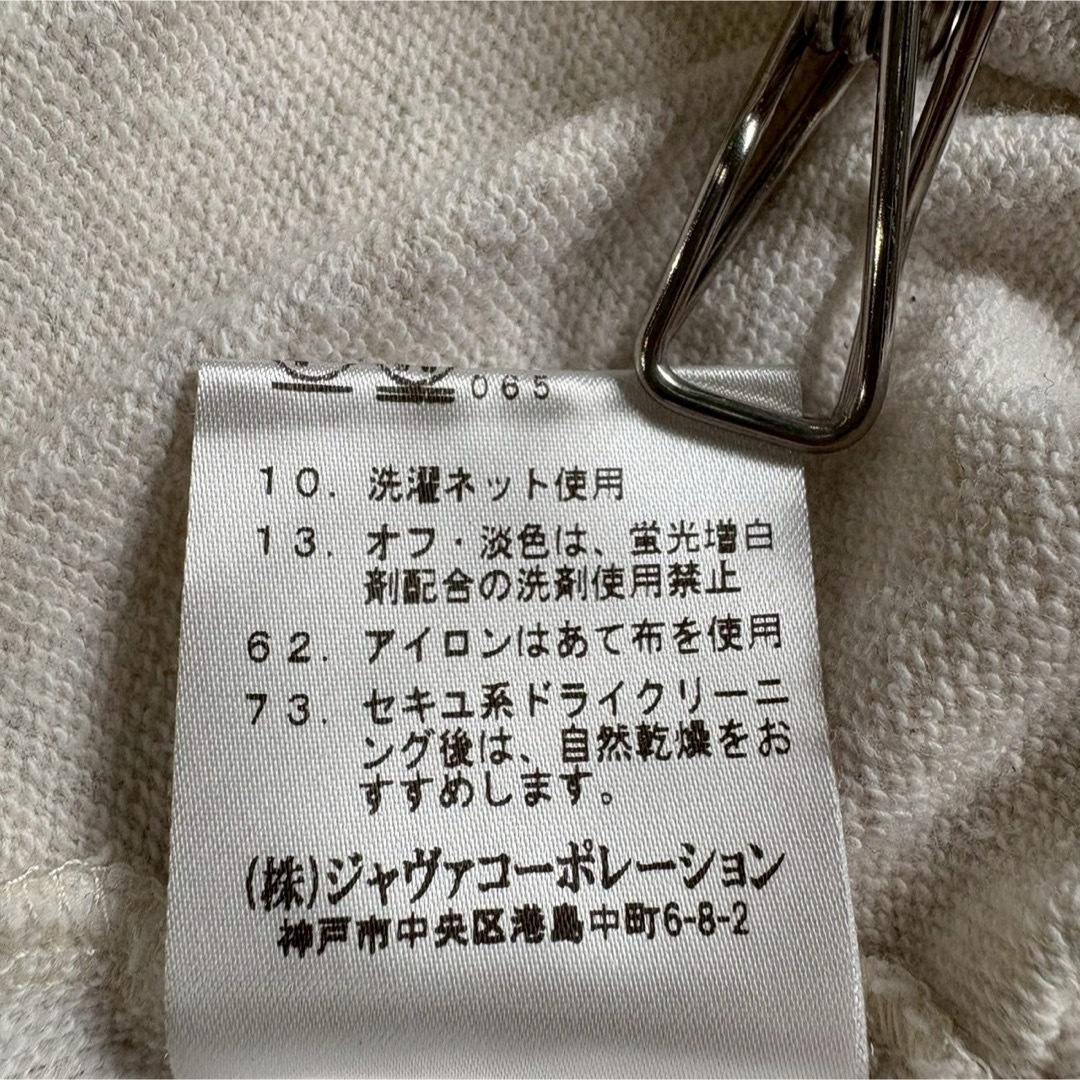 065
10. 洗濯ネット使用
13. オフ・淡色は、蛍光増白
剤配合の洗剤使用禁止
62. アイロンはあて布を使用
73. セキユ系ドライクリーニ
ング後は、自然乾燥をお
すすめします。
(株)ジャヴァコーポレーション
神戸市中央区港島中町6-8-2